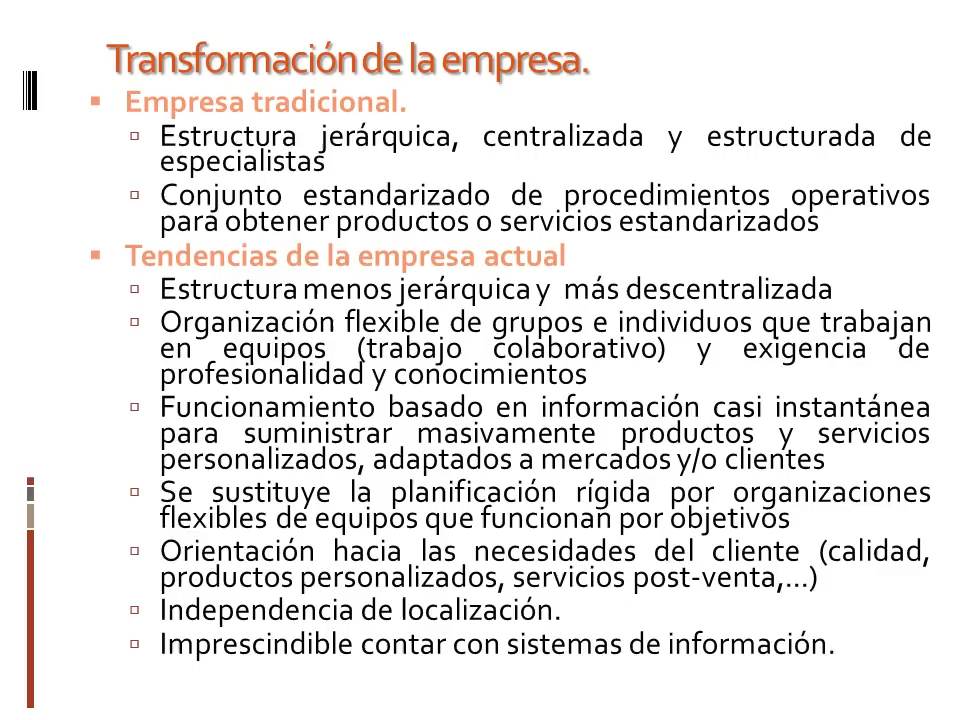 Transformación de la empresa.
Empresa tradicional.
Estructura jerárquica, centralizada y estructurada de
especialistas
Conjunto estandarizado de procedimientos operativos
para obtener productos o servicios estandarizados
Tendencias de la empresa actual
Estructura menos jerárquica y más descentralizada
Organización flexible de grupos e individuos que trabajan
en equipos (trabajo colaborativo) y exigencia de
profesionalidad y conocimientos
Funcionamiento basado en información casi instantánea
para suministrar masivamente productos y servicios
personalizados, adaptados a mercados y/o clientes
Se sustituye la planificación rígida por organizaciones
flexibles de equipos que funcionan por objetivos
Orientación hacia las necesidades del cliente (calidad,
productos personalizados, servicios post-venta,...)
Independencia de localización.
Imprescindible contar con sistemas de información.